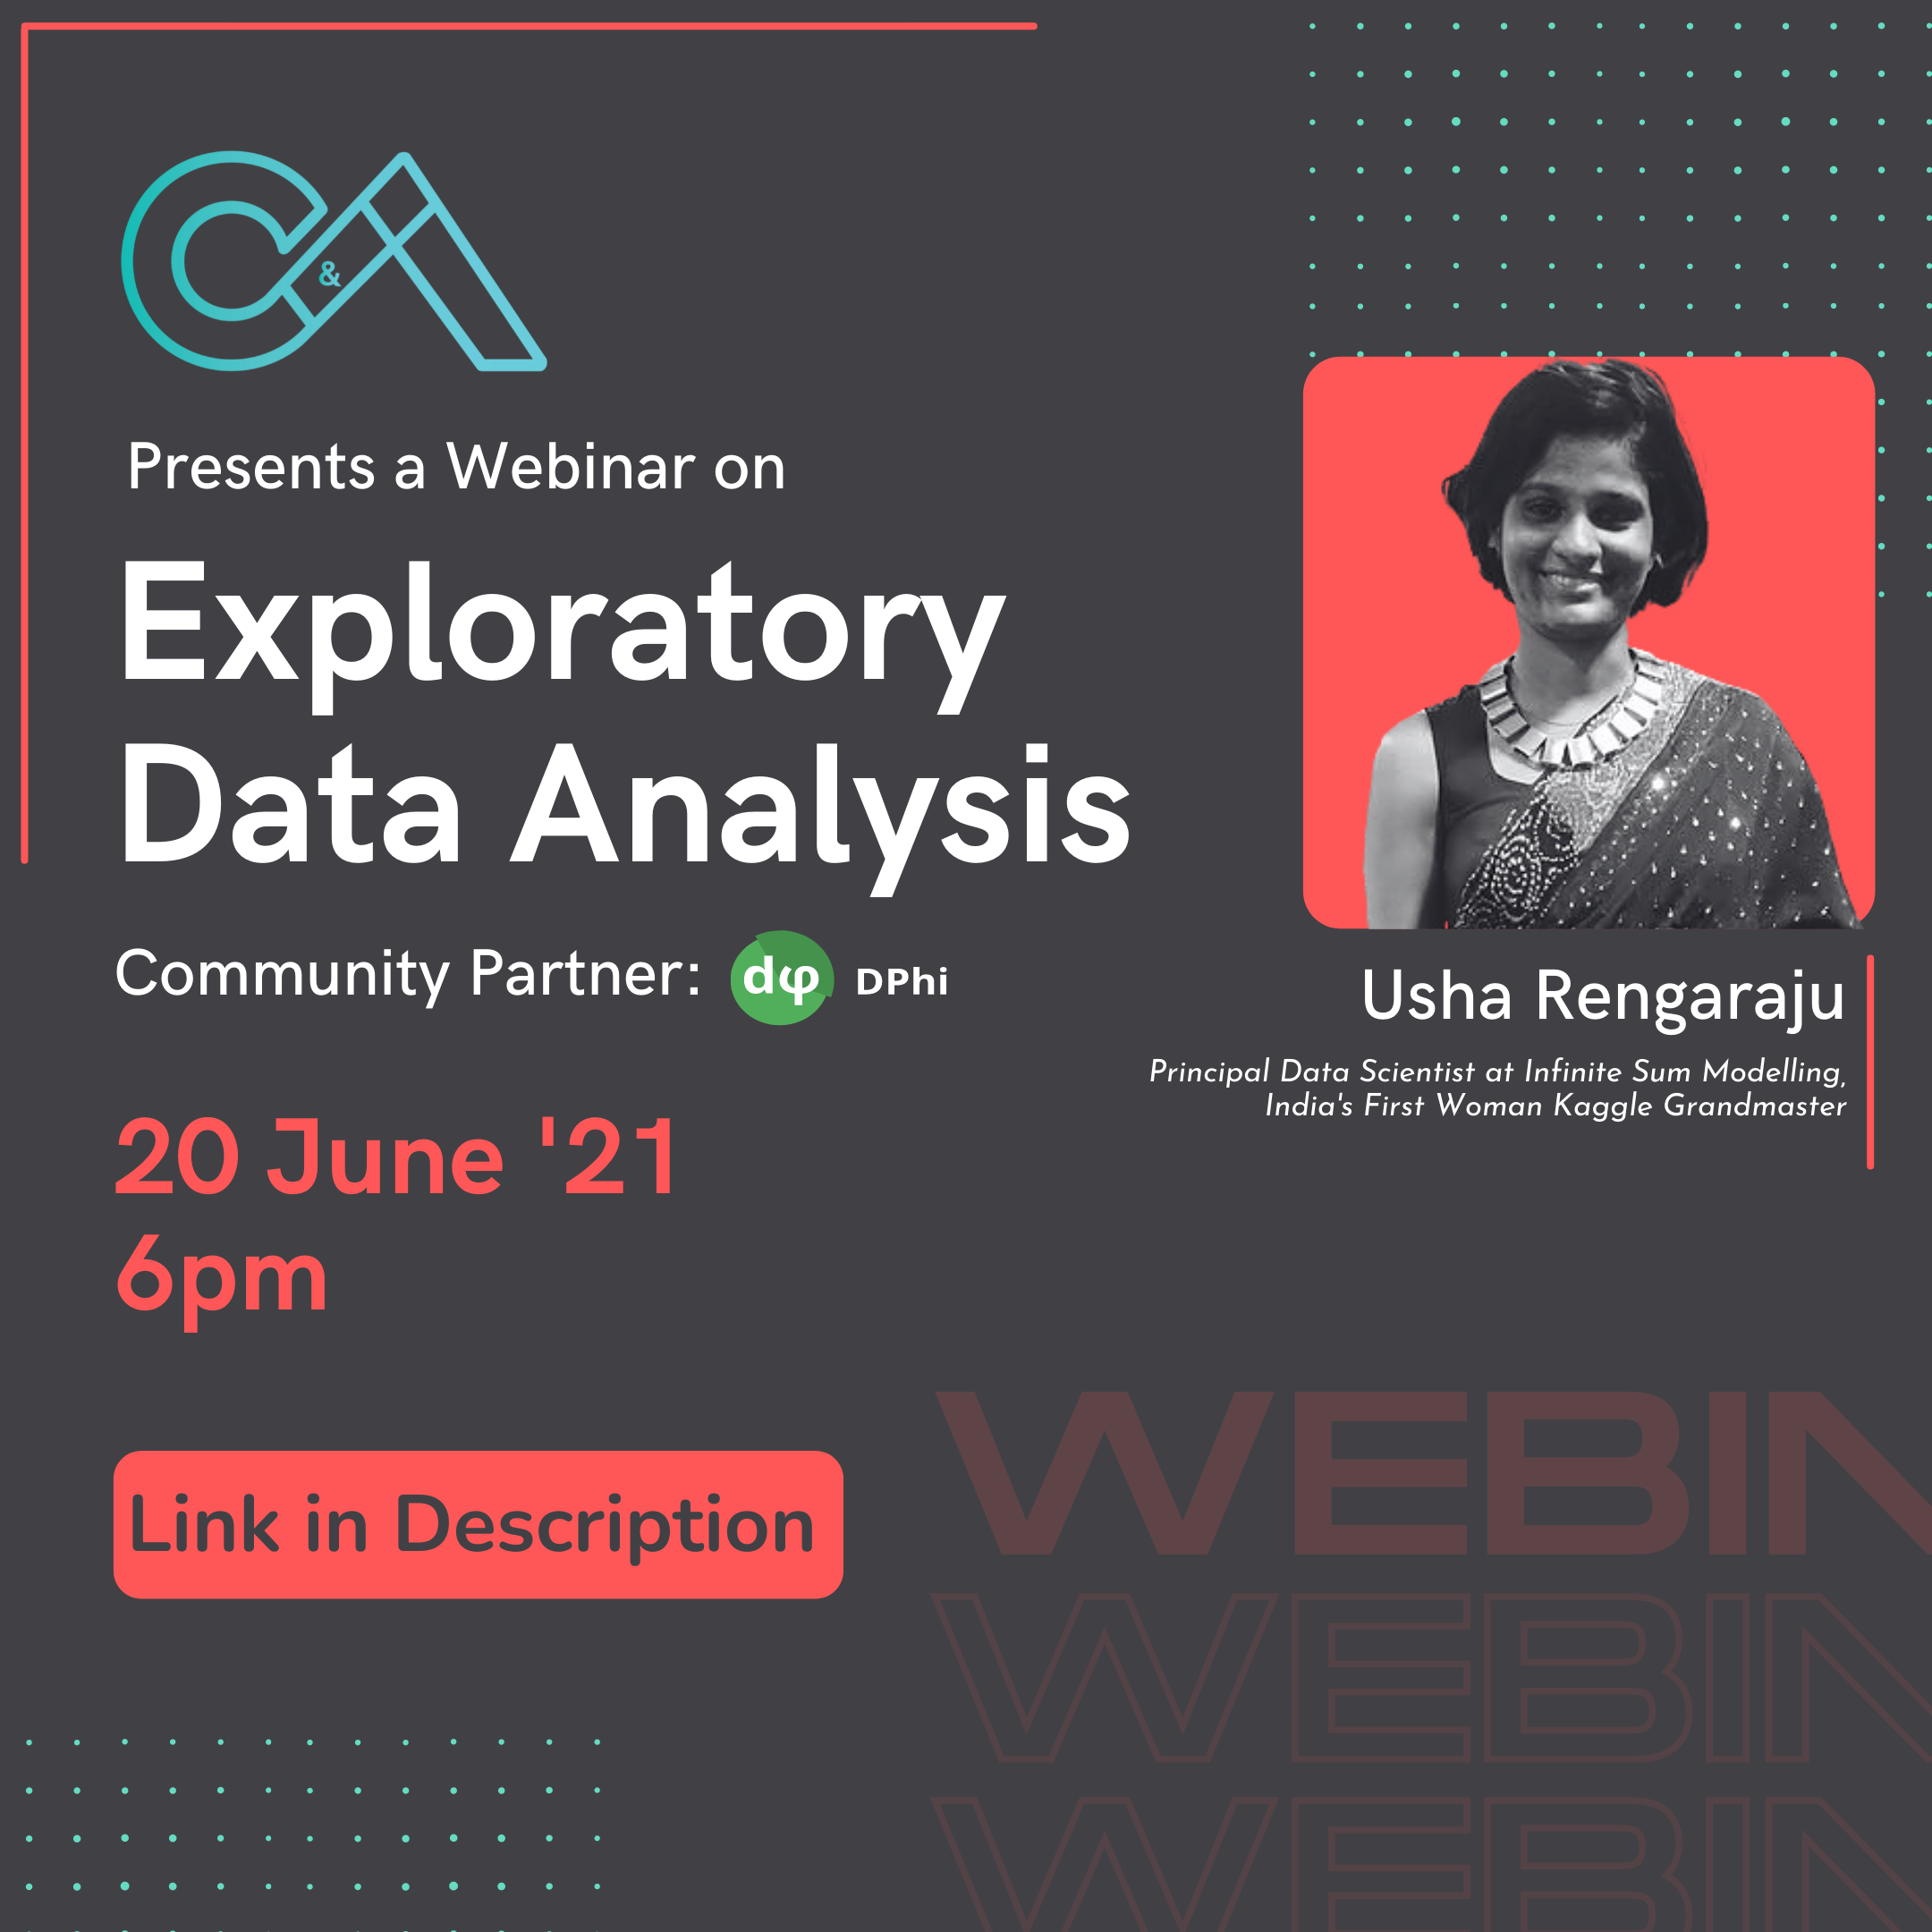 C&A
Presents a Webinar on
Exploratory
Data Analysis
Community Partner: dφ DPhi
Usha Rengaraju
Principal Data Scientist at Infinite Sum Modelling,
India's First Woman Kaggle Grandmaster
20 June '21
6pm
Link in Description
WEBIN
WEBIN
WEBIN